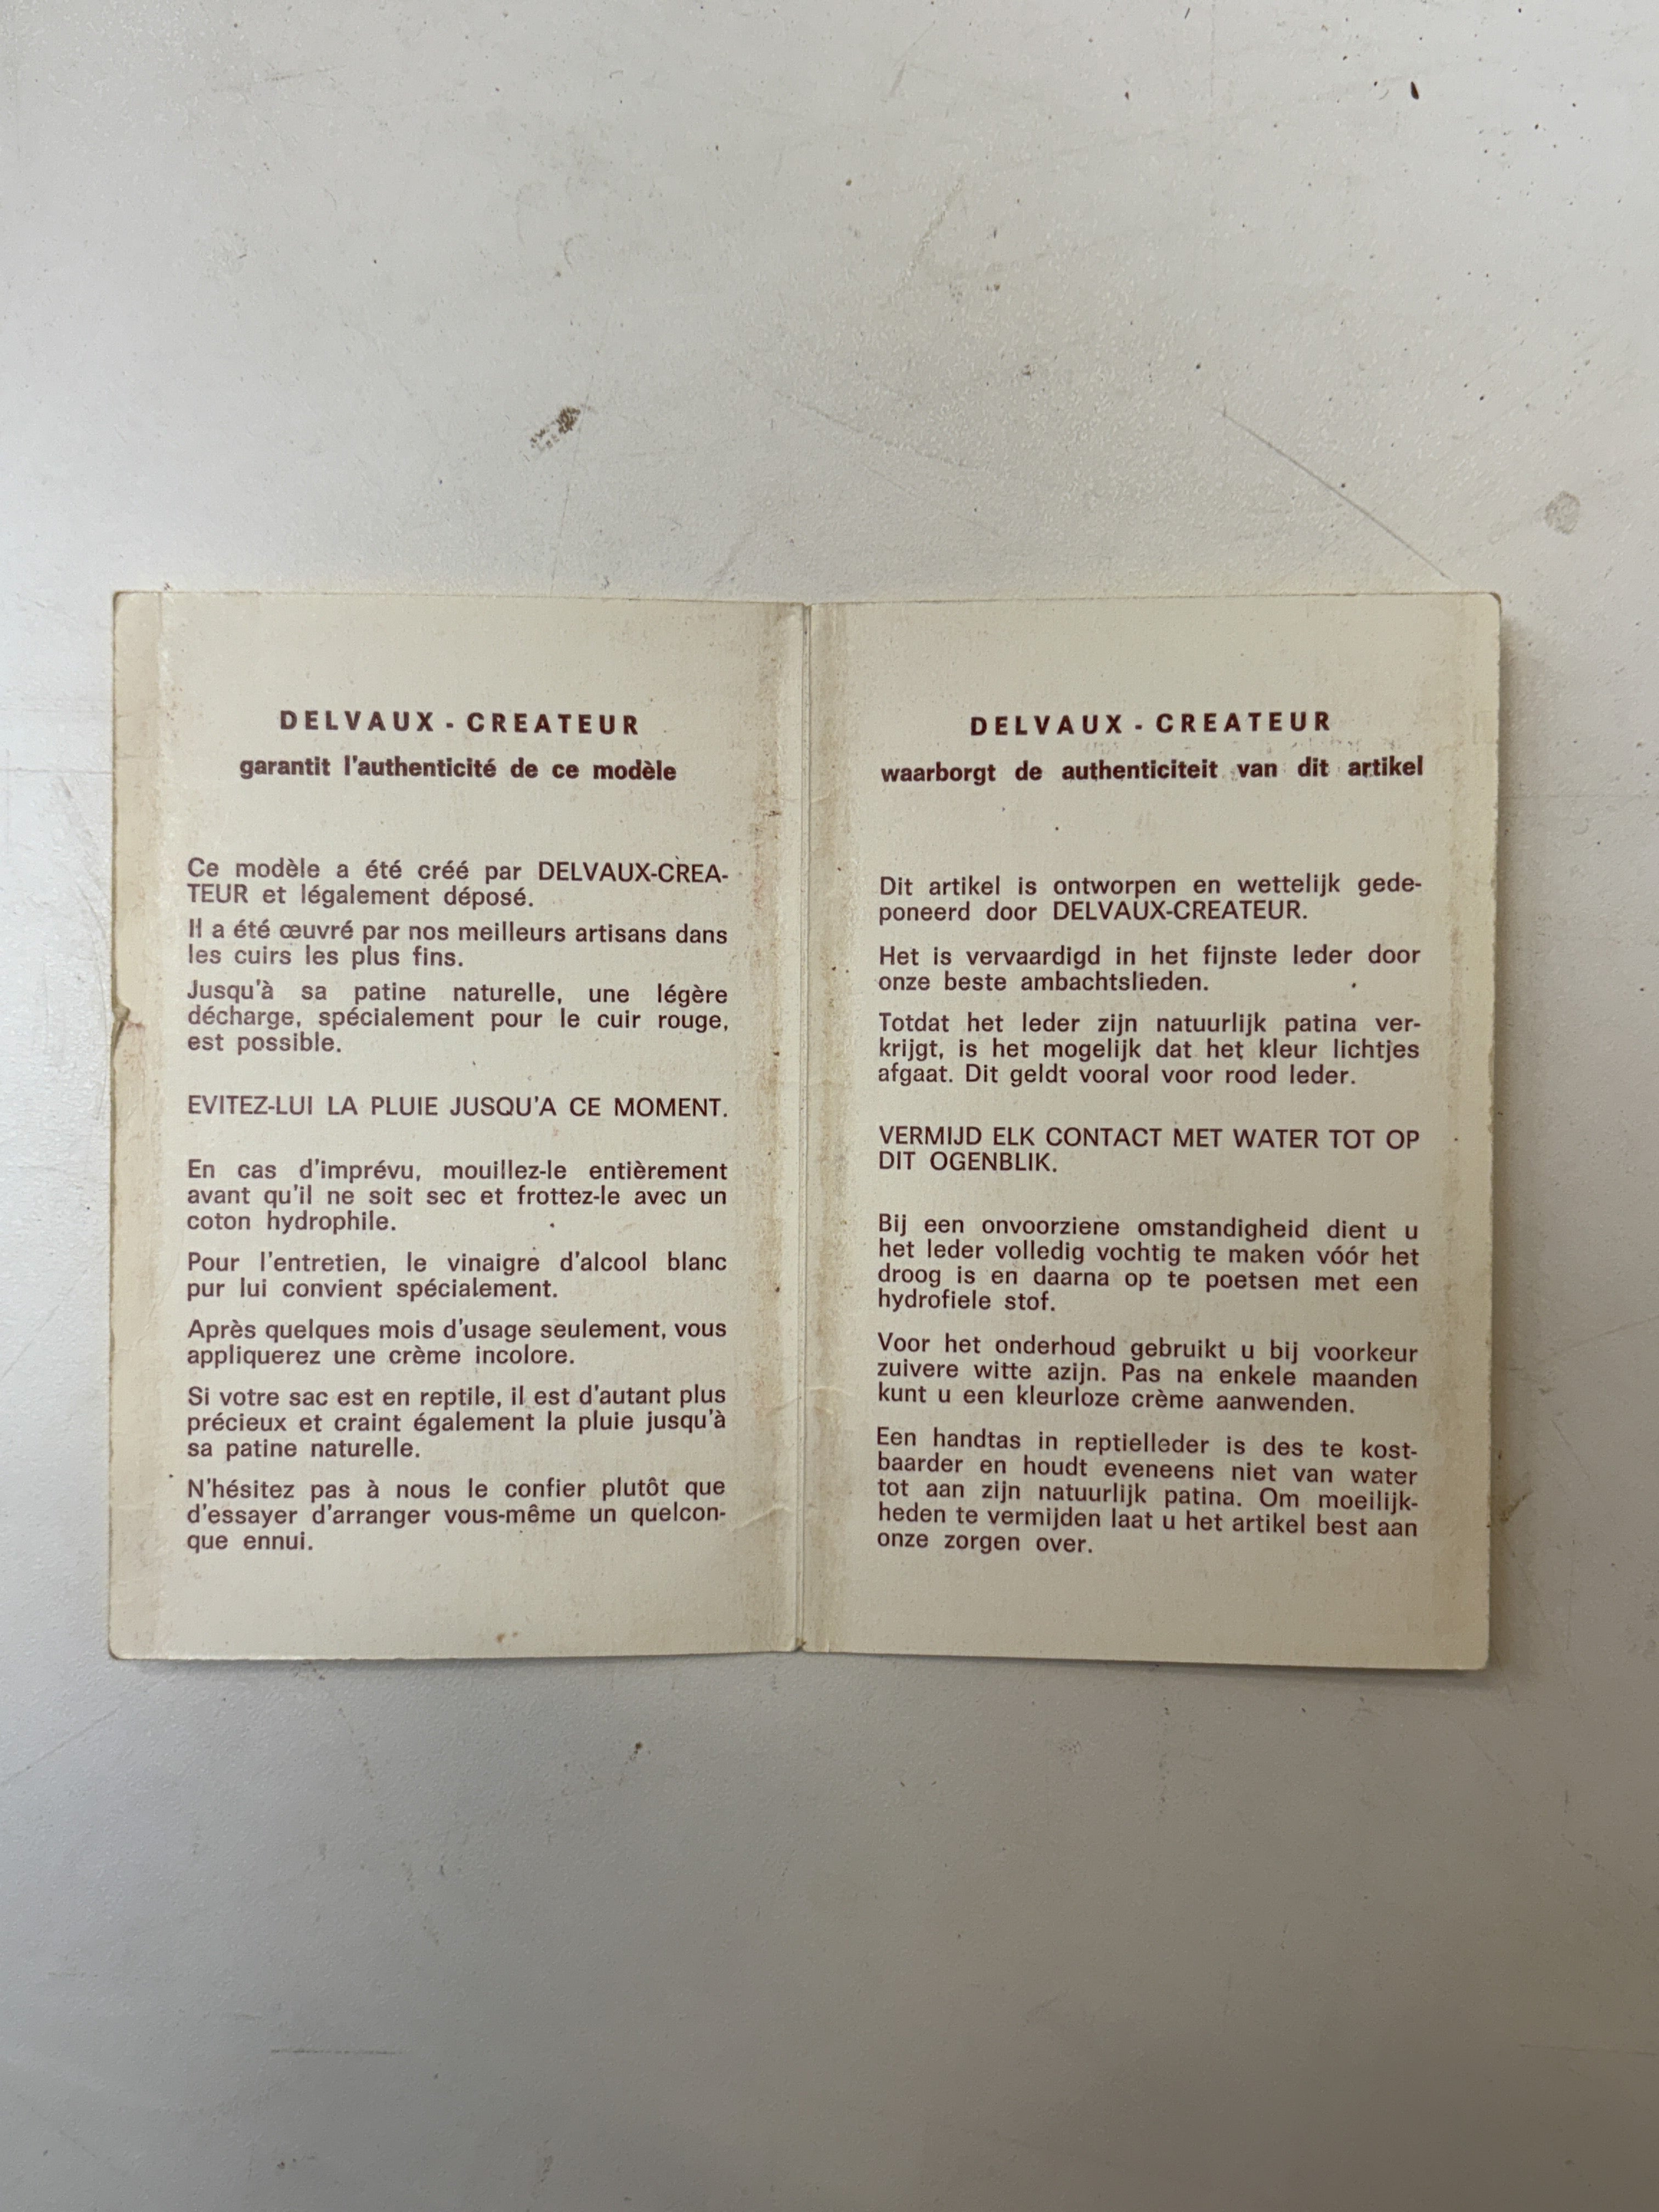 DELVAUX - CREATEUR
garantit l'authenticité de ce modèle
Ce modèle a été créé par DELVAUX-CREA-
TEUR et légalement déposé.
Il a été œuvré par nos meilleurs artisans dans
les cuirs les plus fins.
Jusqu'à sa patine naturelle, une légère
décharge, spécialement pour le cuir rouge,
est possible.
EVITEZ-LUI LA PLUIE JUSQU'A CE MOMENT.
En cas d'imprévu, mouillez-le entièrement
avant qu'il ne soit sec et frottez-le avec un
coton hydrophile.
Pour l'entretien, le vinaigre d'alcool blanc
pur lui convient spécialement.
Après quelques mois d'usage seulement, vous
appliquerez une crème incolore.
Si votre sac est en reptile, il est d'autant plus
précieux et craint également la pluie jusqu'à
sa patine naturelle.
N'hésitez pas à nous le confier plutôt que
d'essayer d'arranger vous-même un quelcon-
que ennui.
DELVAUX - CREATEUR
waarborgt de authenticiteit van dit artikel
Dit artikel is ontworpen en wettelijk gede-
poneerd door DELVAUX-CREATEUR.
Het is vervaardigd in het fijnste leder door
onze beste ambachtslieden.
Totdat het leder zijn natuurlijk patina ver-
krijgt, is het mogelijk dat het kleur lichtjes
afgaat. Dit geldt vooral voor rood leder.
VERMIJD ELK CONTACT MET WATER TOT OP
DIT OGENBLIK.
Bij een onvoorziene omstandigheid dient u
het leder volledig vochtig te maken vóór het
droog is en daarna op te poetsen met een
hydrofiele stof.
Voor het onderhoud gebruikt u bij voorkeur
zuivere witte azijn. Pas na enkele maanden
kunt u een kleurloze crème aanwenden.
Een handtas in reptielleder is des te kost-
baarder en houdt eveneens niet van water
tot aan zijn natuurlijk patina. Om moeilijk-
heden te vermijden laat u het artikel best aan
onze zorgen over.